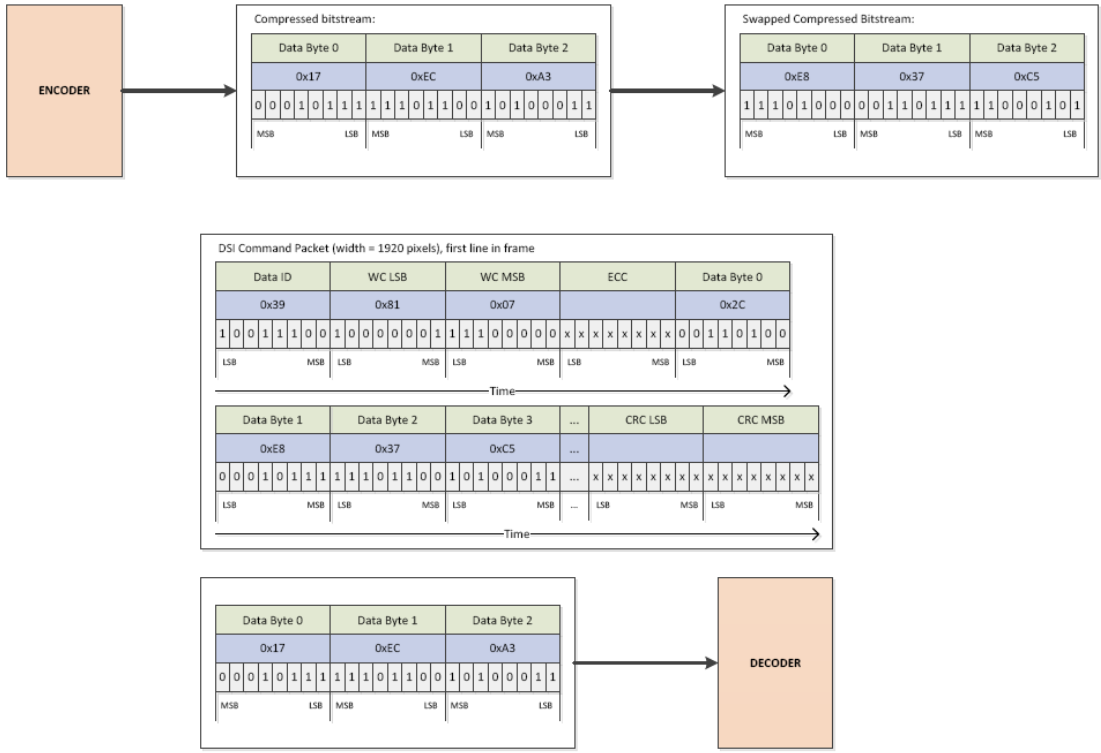 Compressed bitstream:
Data Byte 0 Data Byte 1 Data Byte 2
0x17 0xEC 0xA3
0 0 0 1 0 1 1 1 1 1 1 0 1 1 0 0 1 0 1 0 0 0 1 1
MSB LSB MSB LSB MSB LSB
Swapped Compressed Bitstream:
Data Byte 0 Data Byte 1 Data Byte 2
0xE8 0x37 0xC5
1 1 1 0 1 0 0 0 0 0 1 1 0 1 1 1 1 1 0 0 0 1 0 1
MSB LSB MSB LSB MSB LSB
ENCODER
DSI Command Packet (width = 1920 pixels), first line in frame
Data ID WC LSB WC MSB ECC Data Byte 0
0x39 0x81 0x07 0x2C
1 0 0 1 1 1 0 0 1 0 0 0 0 0 0 1 1 1 1 0 0 0 0 0 x x x x x x x x 0 0 1 1 0 1 0 0
LSB MSB LSB MSB LSB MSB LSB MSB LSB MSB
Time
Data Byte 1 Data Byte 2 Data Byte 3 ... CRC LSB CRC MSB
0xE8 0x37 0xC5 ...
0 0 0 1 0 1 1 1 1 1 1 0 1 1 0 0 1 0 1 0 0 0 1 1 ... x x x x x x x x x x x x x x x x
LSB MSB LSB MSB LSB MSB ... LSB MSB LSB MSB
Time
Data Byte 0 Data Byte 1 Data Byte 2
0x17 0xEC 0xA3
0 0 0 1 0 1 1 1 1 1 1 0 1 1 0 0 1 0 1 0 0 0 1 1
MSB LSB MSB LSB MSB LSB
DECODER